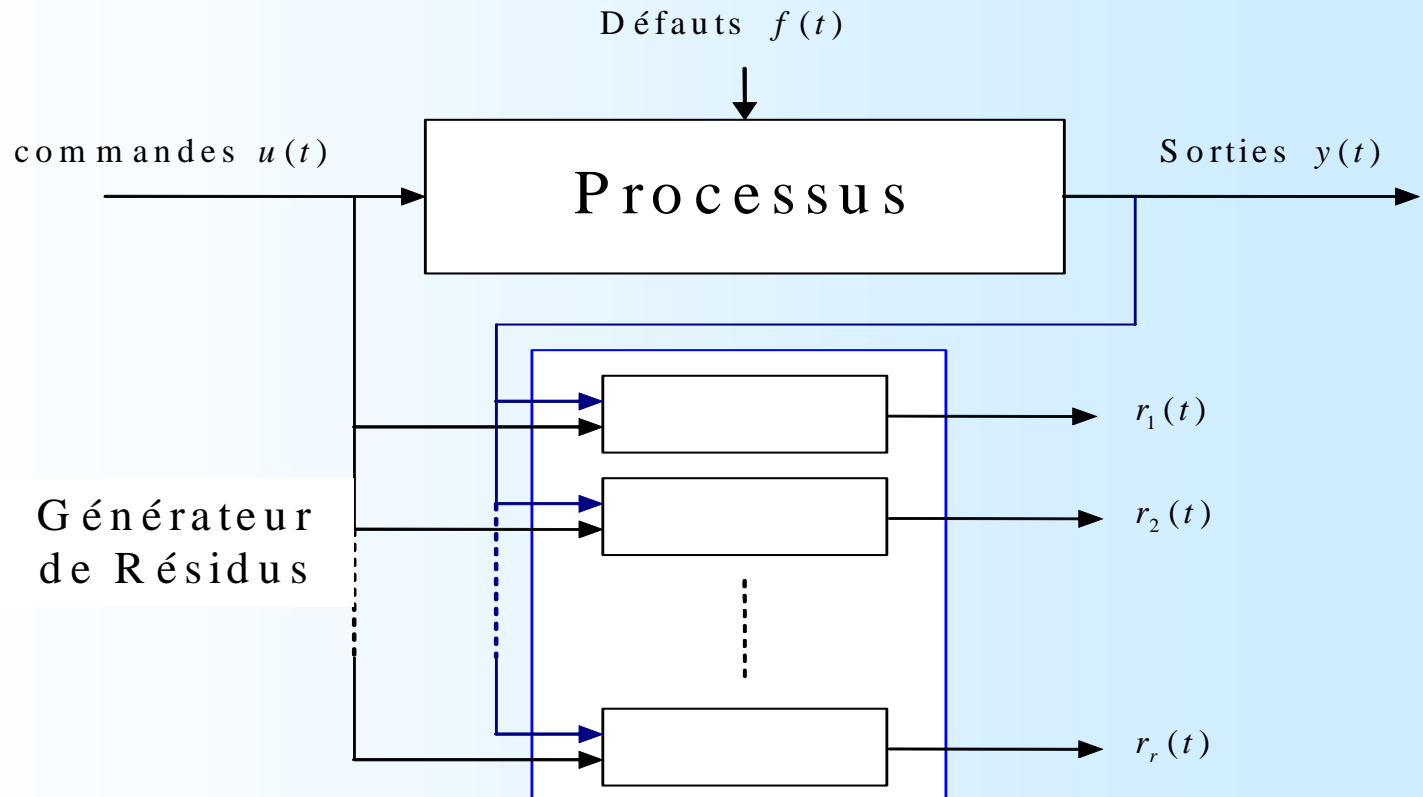 Défauts f(t)
commandes u(t)
Sorties y(t)
Processus
r₁(t)
Générateur
de Résidus
r₂(t)
rᵣ(t)